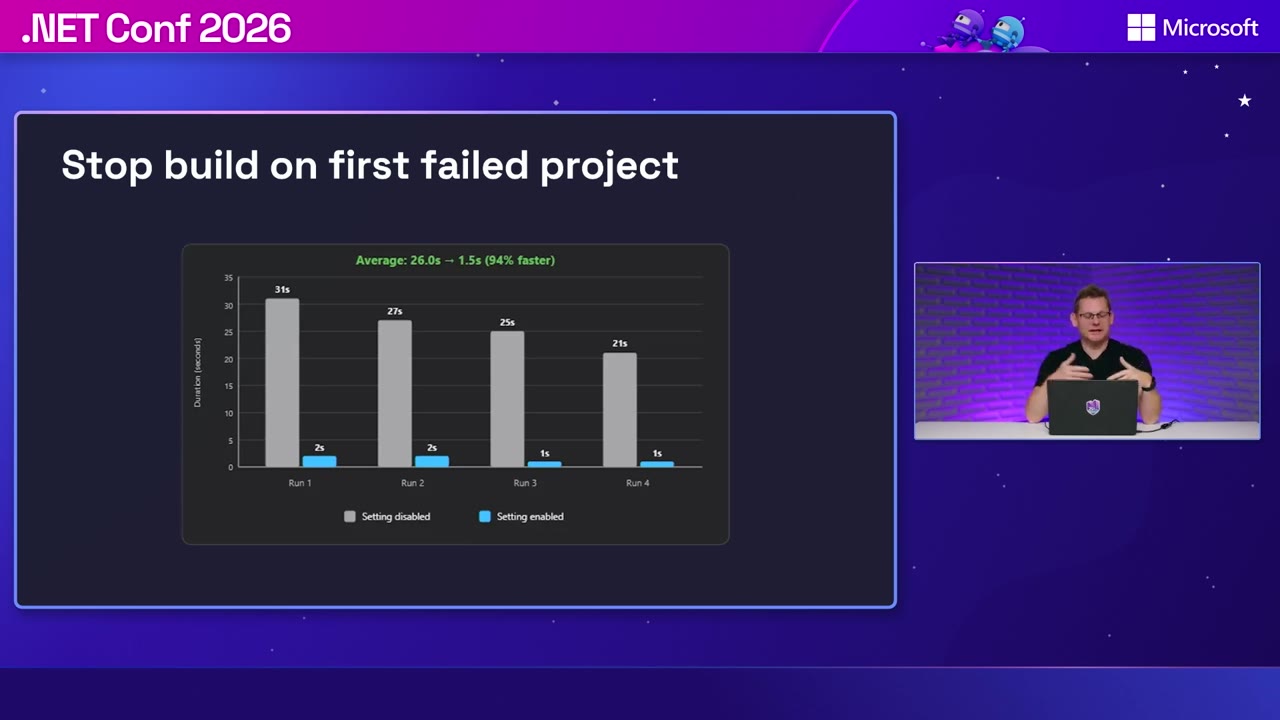 .NET Conf 2026
Microsoft
Stop build on first failed project
Average: 26.0s → 1.5s (94% faster)
Duration (seconds)
35
30
25
20
15
10
5
0
31s
2s
27s
2s
25s
1s
21s
1s
Run 1
Run 2
Run 3
Run 4
Setting disabled
Setting enabled